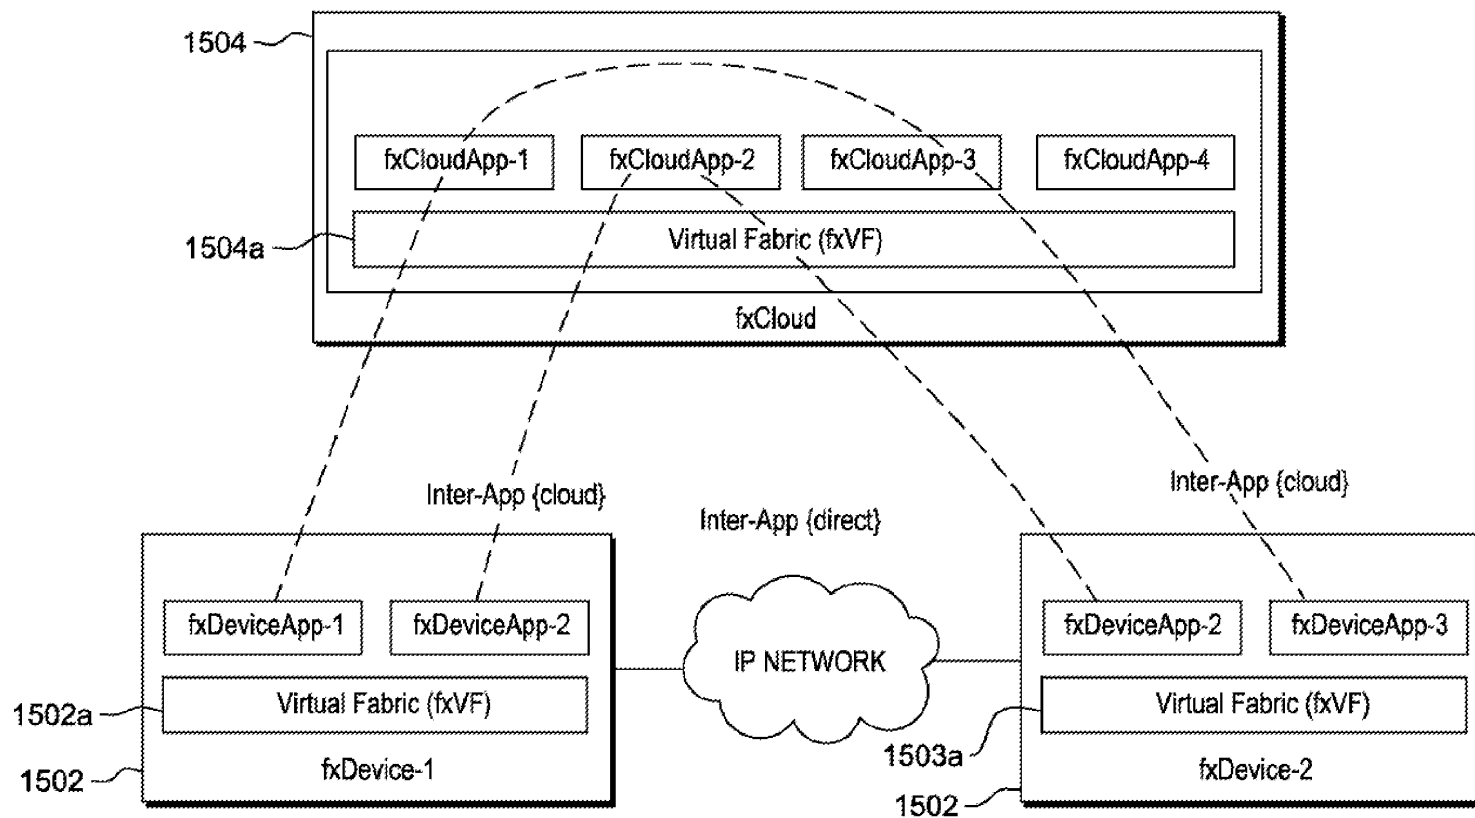 1504
fxCloudApp-1
fxCloudApp-2
fxCloudApp-3
fxCloudApp-4
1504a
Virtual Fabric (fxVF)
fxCloud
Inter-App {cloud}
Inter-App {direct}
Inter-App {cloud}
fxDeviceApp-1
fxDeviceApp-2
IP NETWORK
fxDeviceApp-2
fxDeviceApp-3
1502a
Virtual Fabric (fxVF)
Virtual Fabric (fxVF)
1503a
1502
fxDevice-1
fxDevice-2
1502